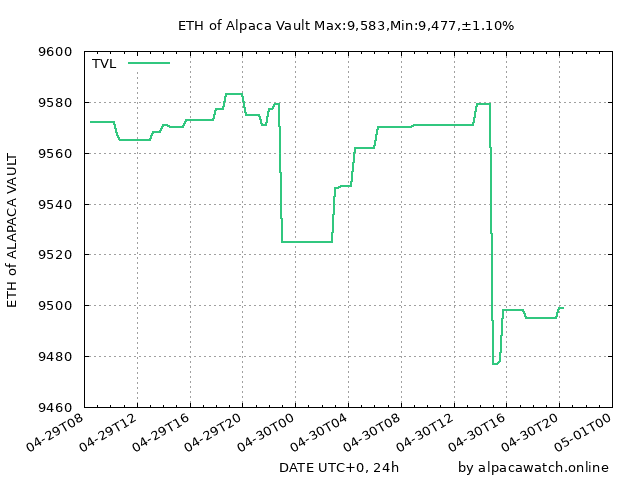 ETH of Alpaca Vault Max:9,583,Min:9,477,±1.10%
TVL
9600
9580
9560
9540
9520
9500
9480
9460
ETH of ALAPACA VAULT
04-29T08
04-29T12
04-29T16
04-29T20
04-30T00
04-30T04
04-30T08
04-30T12
04-30T16
04-30T20
05-01T00
DATE UTC+0, 24h
by alpacawatch.online